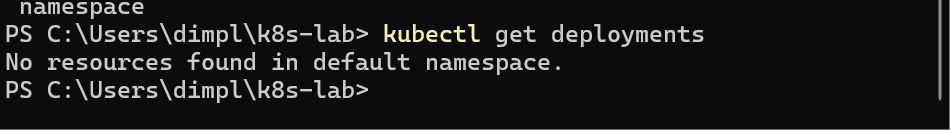 namespace
PS C:\Users\dimpl\k8s-lab> kubectl get deployments
No resources found in default namespace.
PS C:\Users\dimpl\k8s-lab>